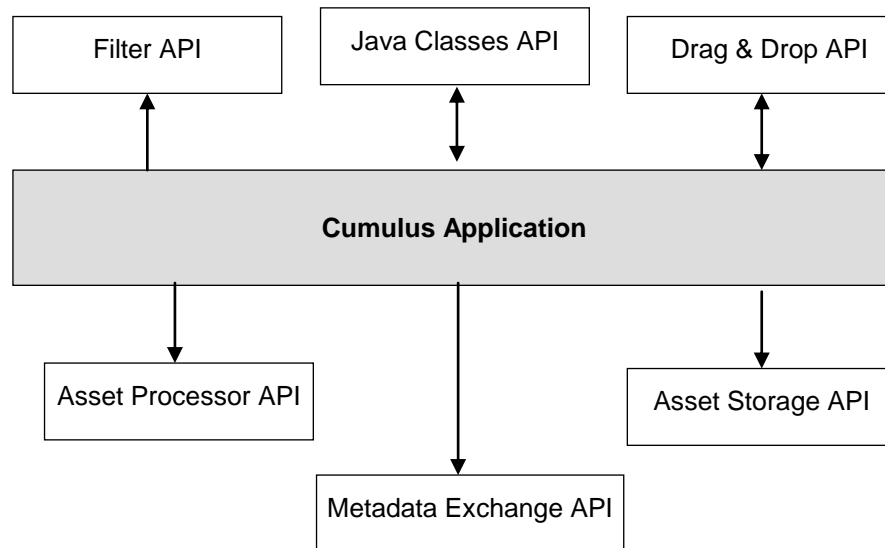 Filter API
Java Classes API
Drag & Drop API
Cumulus Application
Asset Processor API
Asset Storage API
Metadata Exchange API